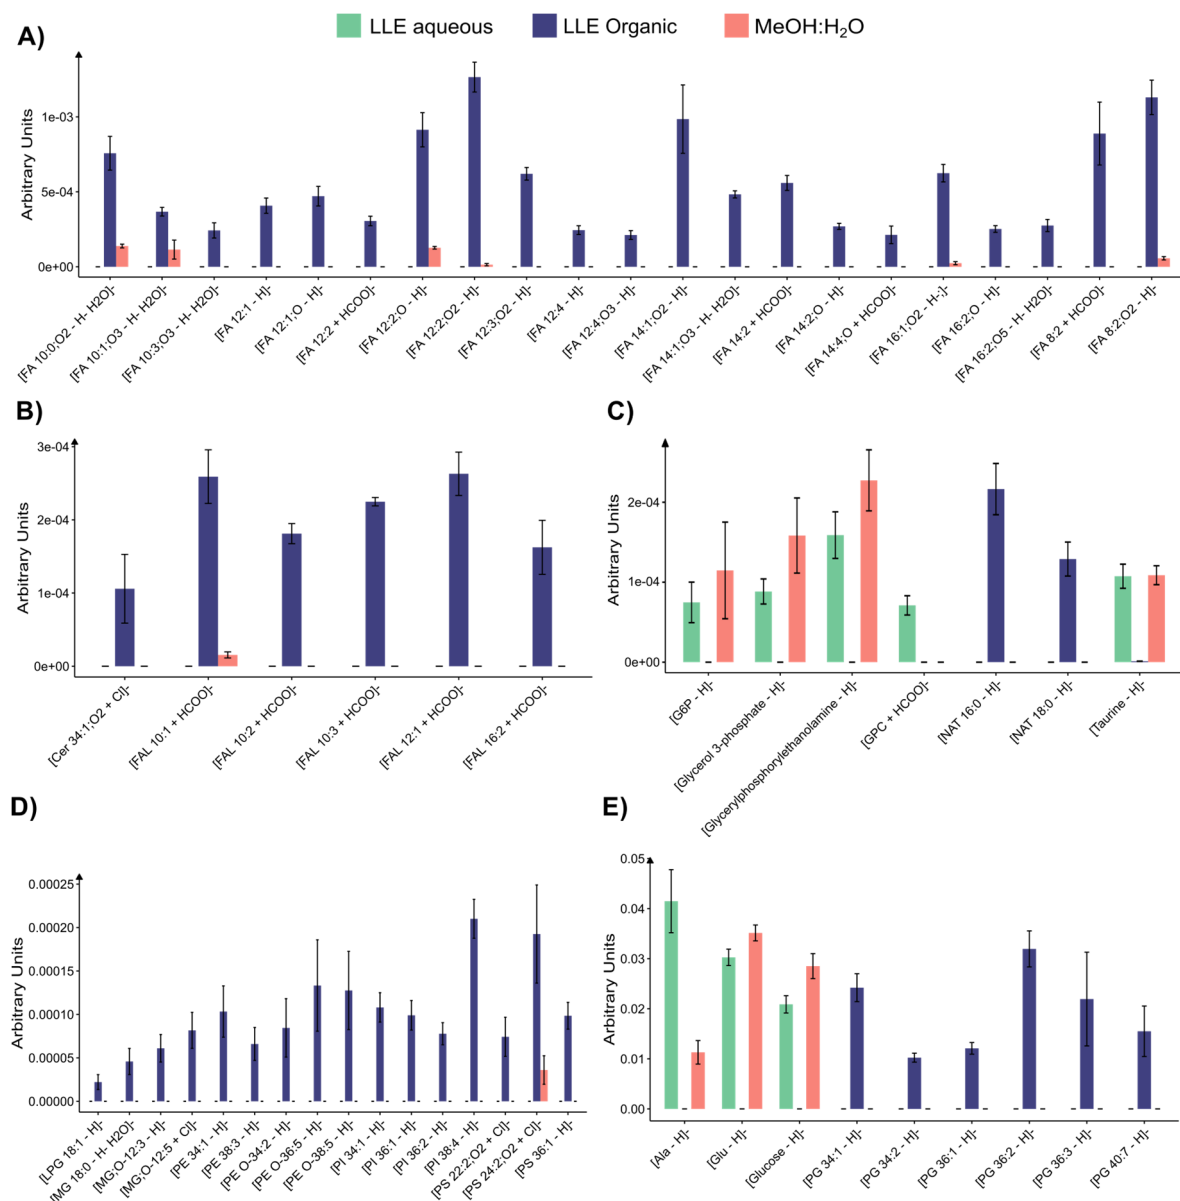 LLE aqueous LLE Organic MeOH:H₂O
A)
Arbitrary Units
1e-03
5e-04
0e+00
[FA 10:0;O2 - H- H2O]-
[FA 10:1;O3 - H- H2O]-
[FA 10:3;O3 - H- H2O]-
[FA 12:1 - H]-
[FA 12:1;O - H]-
[FA 12:2 + HCOO]-
[FA 12:2;O - H]-
[FA 12:2;O2 - H]-
[FA 12:3;O2 - H]-
[FA 12:4 - H]-
[FA 12:4;O3 - H]-
[FA 14:1;O2 - H]-
[FA 14:1;O3 - H- H2O]-
[FA 14:2 + HCOO]-
[FA 14:2;O - H]-
[FA 14:4;O + HCOO]-
[FA 16:1;O2 - H-;]-
[FA 16:2;O - H]-
[FA 16:2;O5 - H- H2O]-
[FA 8:2 + HCOO]-
[FA 8:2;O2 - H]-
B)
Arbitrary Units
3e-04
2e-04
1e-04
0e+00
[Cer 34:1;O2 + Cl]-
[FAL 10:1 + HCOO]-
[FAL 10:2 + HCOO]-
[FAL 10:3 + HCOO]-
[FAL 12:1 + HCOO]-
[FAL 16:2 + HCOO]-
C)
Arbitrary Units
2e-04
1e-04
0e+00
[G6P - H]-
[Glycerol 3-phosphate - H]-
[Glycerylphosphorylethanolamine - H]-
[GPC + HCOO]-
[NAT 16:0 - H]-
[NAT 18:0 - H]-
[Taurine - H]-
D)
Arbitrary Units
0.00025
0.00020
0.00015
0.00010
0.00005
0.00000
[LPG 18:1 - H]-
[MG 18:0 - H- H2O]-
[MG;O-12:3 - H]-
[MG;O-12:5 + Cl]-
[PE 34:1 - H]-
[PE 38:3 - H]-
[PE O-34:2 - H]-
[PE O-36:5 - H]-
[PE O-38:5 - H]-
[PI 34:1 - H]-
[PI 36:1 - H]-
[PI 36:2 - H]-
[PI 38:4 - H]-
[PS 22:2;O2 + Cl]-
[PS 24:2;O2 + Cl]-
[PS 36:1 - H]-
E)
Arbitrary Units
0.05
0.04
0.03
0.02
0.01
0.00
[Ala - H]-
[Glu - H]-
[Glucose - H]-
[PG 34:1 - H]-
[PG 34:2 - H]-
[PG 36:1 - H]-
[PG 36:2 - H]-
[PG 36:3 - H]-
[PG 40:7 - H]-